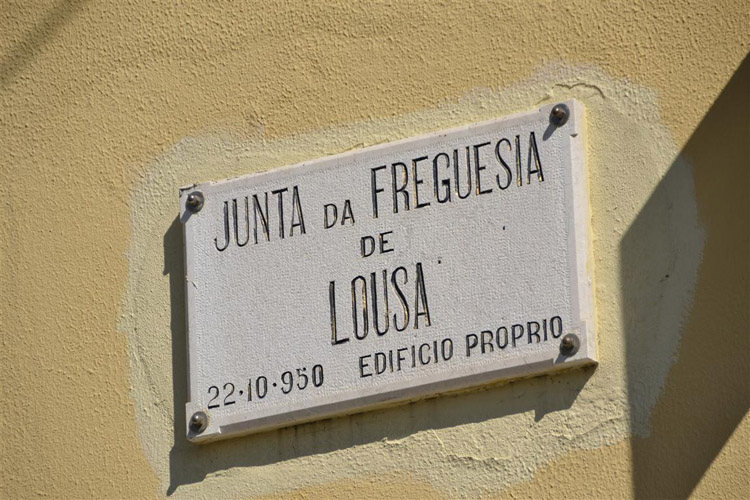 JUNTA DA FREGUESIA
DE
LOUSA
22·10·950 EDIFICIO PROPRIO